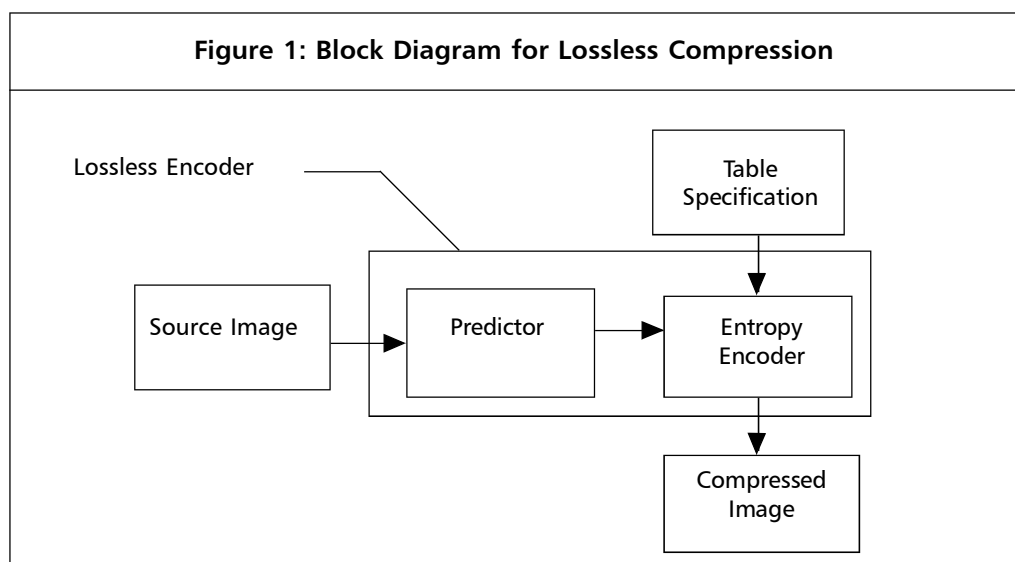 Figure 1: Block Diagram for Lossless Compression
Lossless Encoder
Table
Specification
Source Image
Predictor
Entropy
Encoder
Compressed
Image